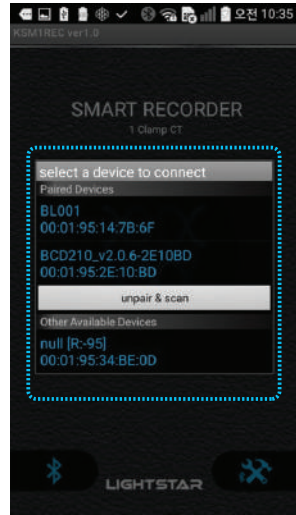 오전 10:35
KSM1REC ver1.0
SMART RECORDER
1 Clamp CT
select a device to connect
Paired Devices
BL001
00:01:95:14:7B:6F
BCD210_v2.0.6-2E10BD
00:01:95:2E:10:BD
unpair & scan
Other Available Devices
null [R:-95]
00:01:95:34:BE:0D
LIGHTSTAR